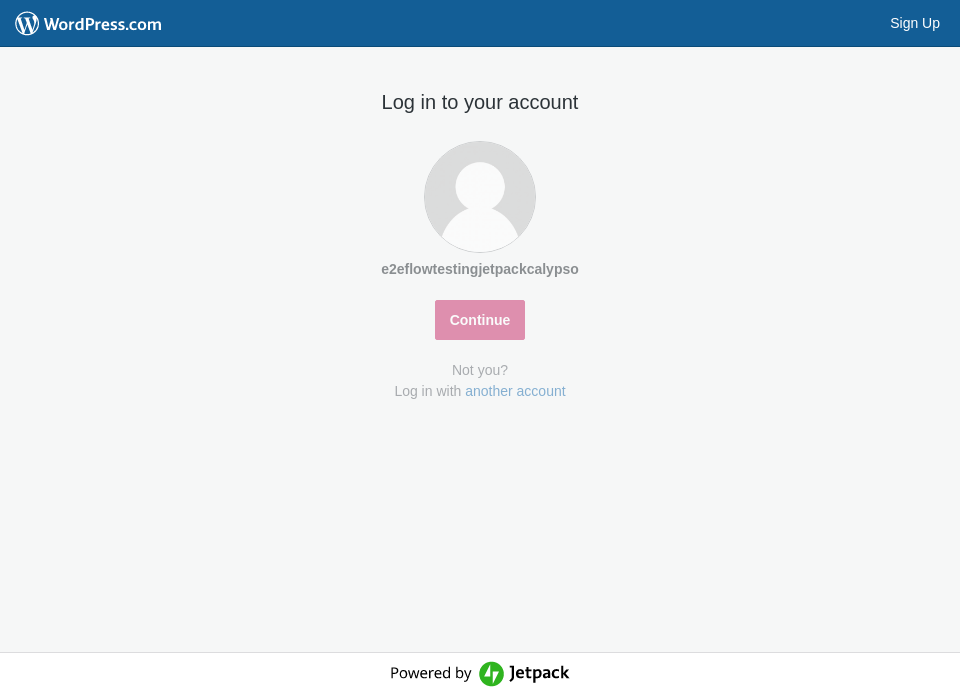 WordPress.com
Sign Up
Log in to your account
e2eflowtestingjetpackcalypso
Continue
Not you?
Log in with another account
Powered by Jetpack